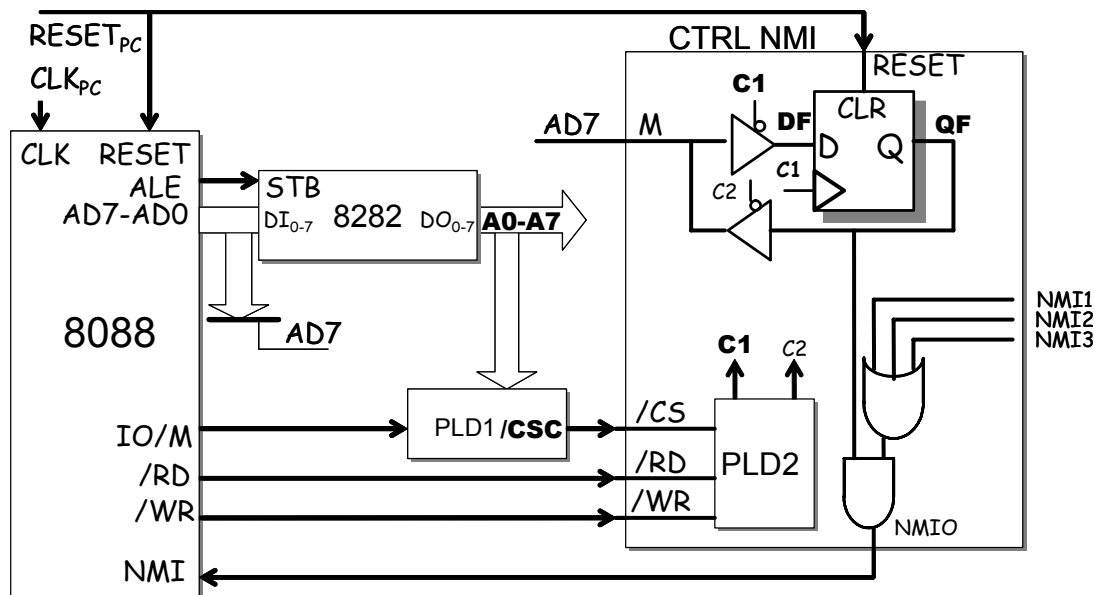 RESETPC
CLKPC
CLK RESET
ALE
AD7-AD0
8088
IO/M
/RD
/WR
NMI
STB
DI0-7 8282 DO0-7
A0-A7
AD7
PLD1 /CSC
CTRL NMI
RESET
AD7 M
C1
DF
CLR
D Q
QF
C1
C2
NMI1
NMI2
NMI3
C1 C2
/CS
/RD
/WR
PLD2
NMIO